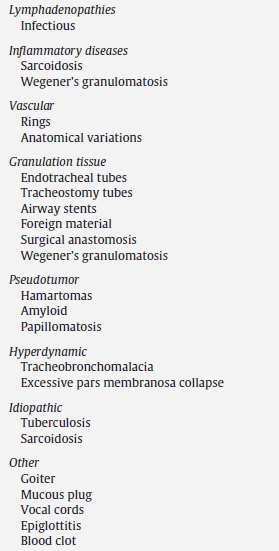 Lymphadenopathies
Infectious
Inflammatory diseases
Sarcoidosis
Wegener's granulomatosis
Vascular
Rings
Anatomical variations
Granulation tissue
Endotracheal tubes
Tracheostomy tubes
Airway stents
Foreign material
Surgical anastomosis
Wegener's granulomatosis
Pseudotumor
Hamartomas
Amyloid
Papillomatosis
Hyperdynamic
Tracheobronchomalacia
Excessive pars membranosa collapse
Idiopathic
Tuberculosis
Sarcoidosis
Other
Goiter
Mucous plug
Vocal cords
Epiglottitis
Blood clot